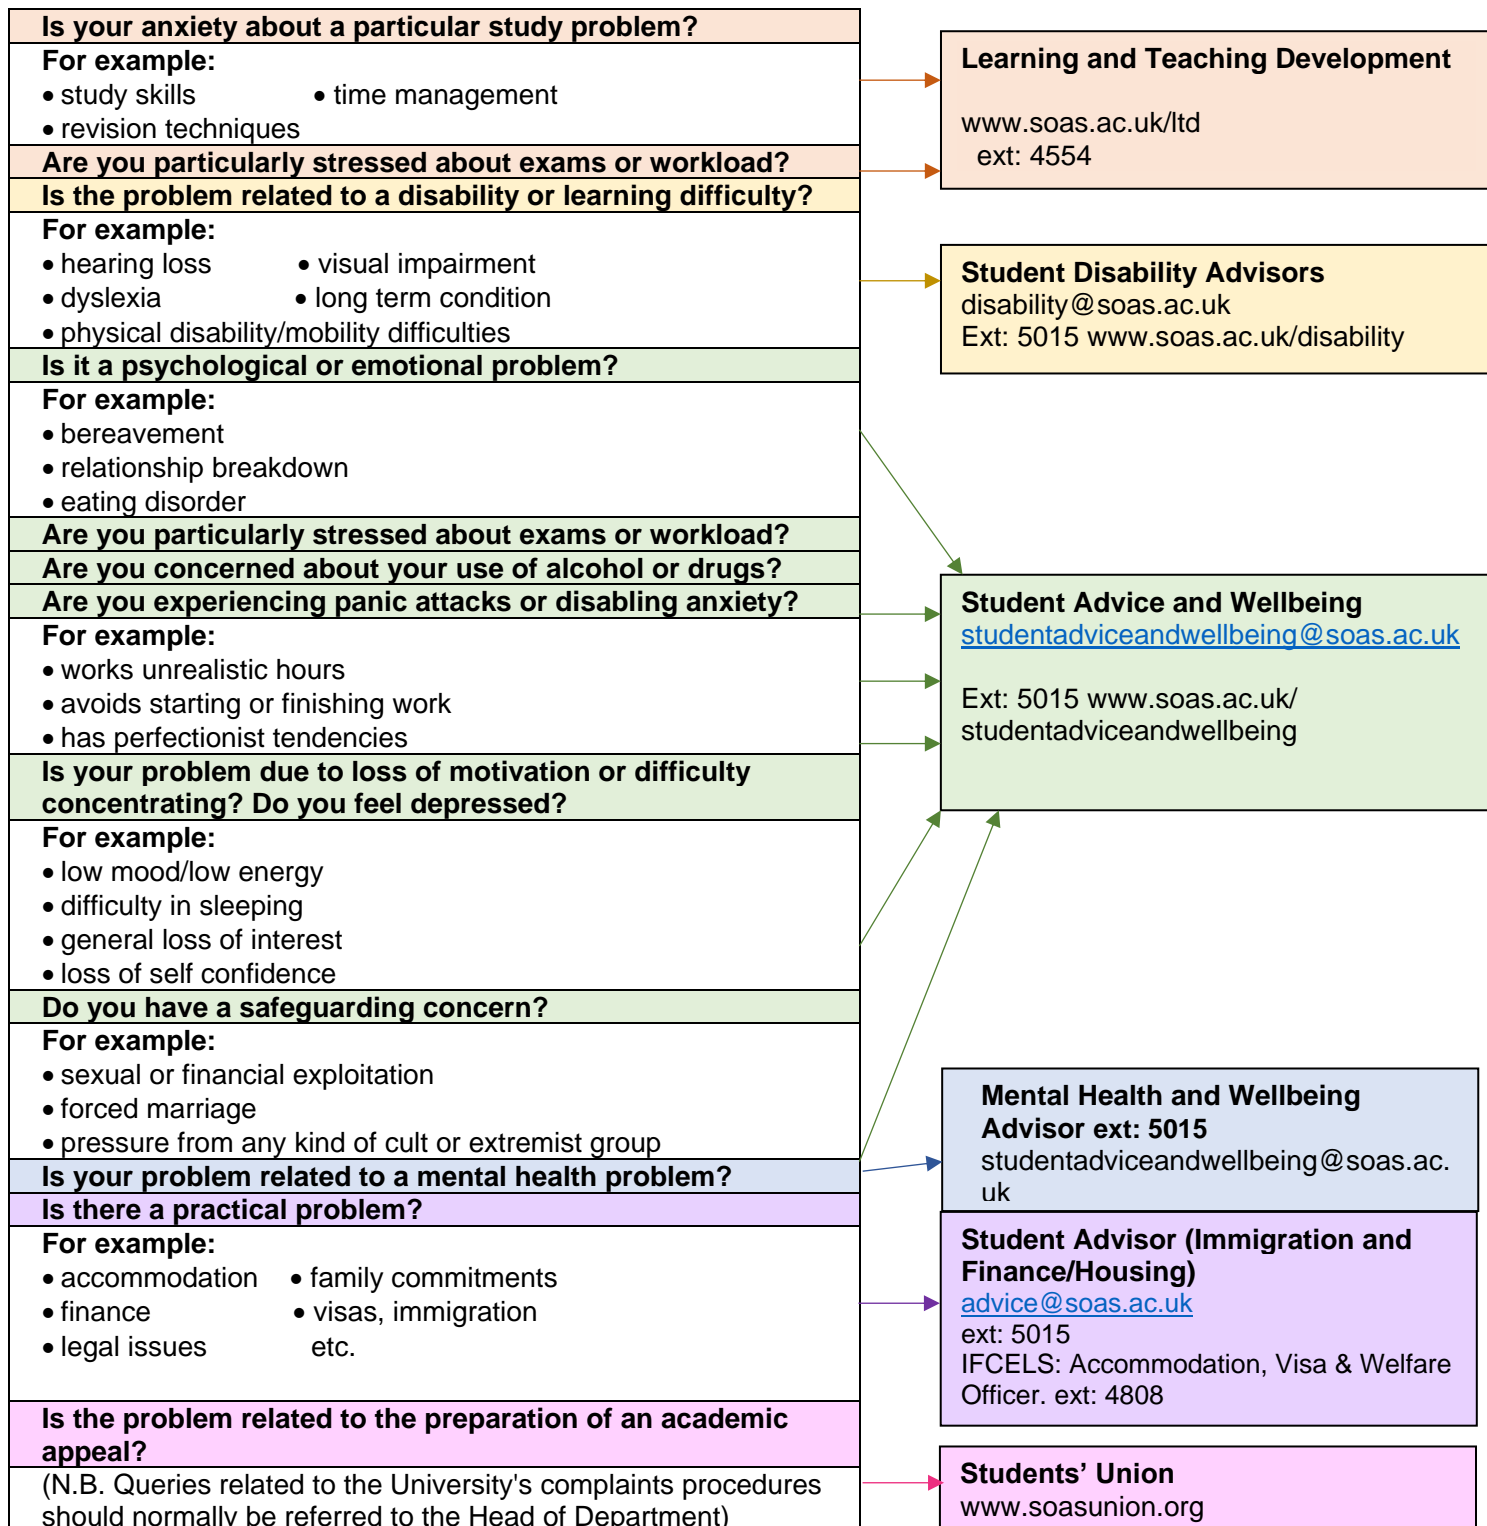 Is your anxiety about a particular study problem?
For example:
• study skills • time management
• revision techniques
Are you particularly stressed about exams or workload?
Is the problem related to a disability or learning difficulty?
For example:
• hearing loss • visual impairment
• dyslexia • long term condition
• physical disability/mobility difficulties
Is it a psychological or emotional problem?
For example:
• bereavement
• relationship breakdown
• eating disorder
Are you particularly stressed about exams or workload?
Are you concerned about your use of alcohol or drugs?
Are you experiencing panic attacks or disabling anxiety?
For example:
• works unrealistic hours
• avoids starting or finishing work
• has perfectionist tendencies
Is your problem due to loss of motivation or difficulty
concentrating? Do you feel depressed?
For example:
• low mood/low energy
• difficulty in sleeping
• general loss of interest
• loss of self confidence
Do you have a safeguarding concern?
For example:
• sexual or financial exploitation
• forced marriage
• pressure from any kind of cult or extremist group
Is your problem related to a mental health problem?
Is there a practical problem?
For example:
• accommodation • family commitments
• finance • visas, immigration
• legal issues etc.
Is the problem related to the preparation of an academic
appeal?
(N.B. Queries related to the University's complaints procedures
should normally be referred to the Head of Department)
Learning and Teaching Development
www.soas.ac.uk/ltd
ext: 4554
Student Disability Advisors
disability@soas.ac.uk
Ext: 5015 www.soas.ac.uk/disability
Student Advice and Wellbeing
studentadviceandwellbeing@soas.ac.uk
Ext: 5015 www.soas.ac.uk/
studentadviceandwellbeing
Mental Health and Wellbeing
Advisor ext: 5015
studentadviceandwellbeing@soas.ac.
uk
Student Advisor (Immigration and
Finance/Housing)
advice@soas.ac.uk
ext: 5015
IFCELS: Accommodation, Visa & Welfare
Officer. ext: 4808
Students’ Union
www.soasunion.org